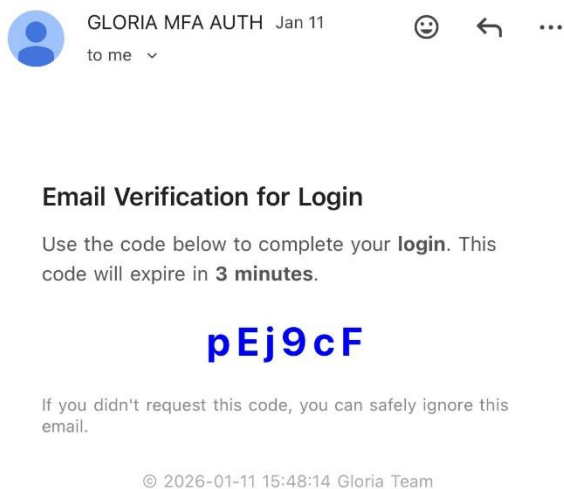 GLORIA MFA AUTH Jan 11
to me
Email Verification for Login
Use the code below to complete your login. This
code will expire in 3 minutes.
pEj9cF
If you didn't request this code, you can safely ignore this
email.
© 2026-01-11 15:48:14 Gloria Team